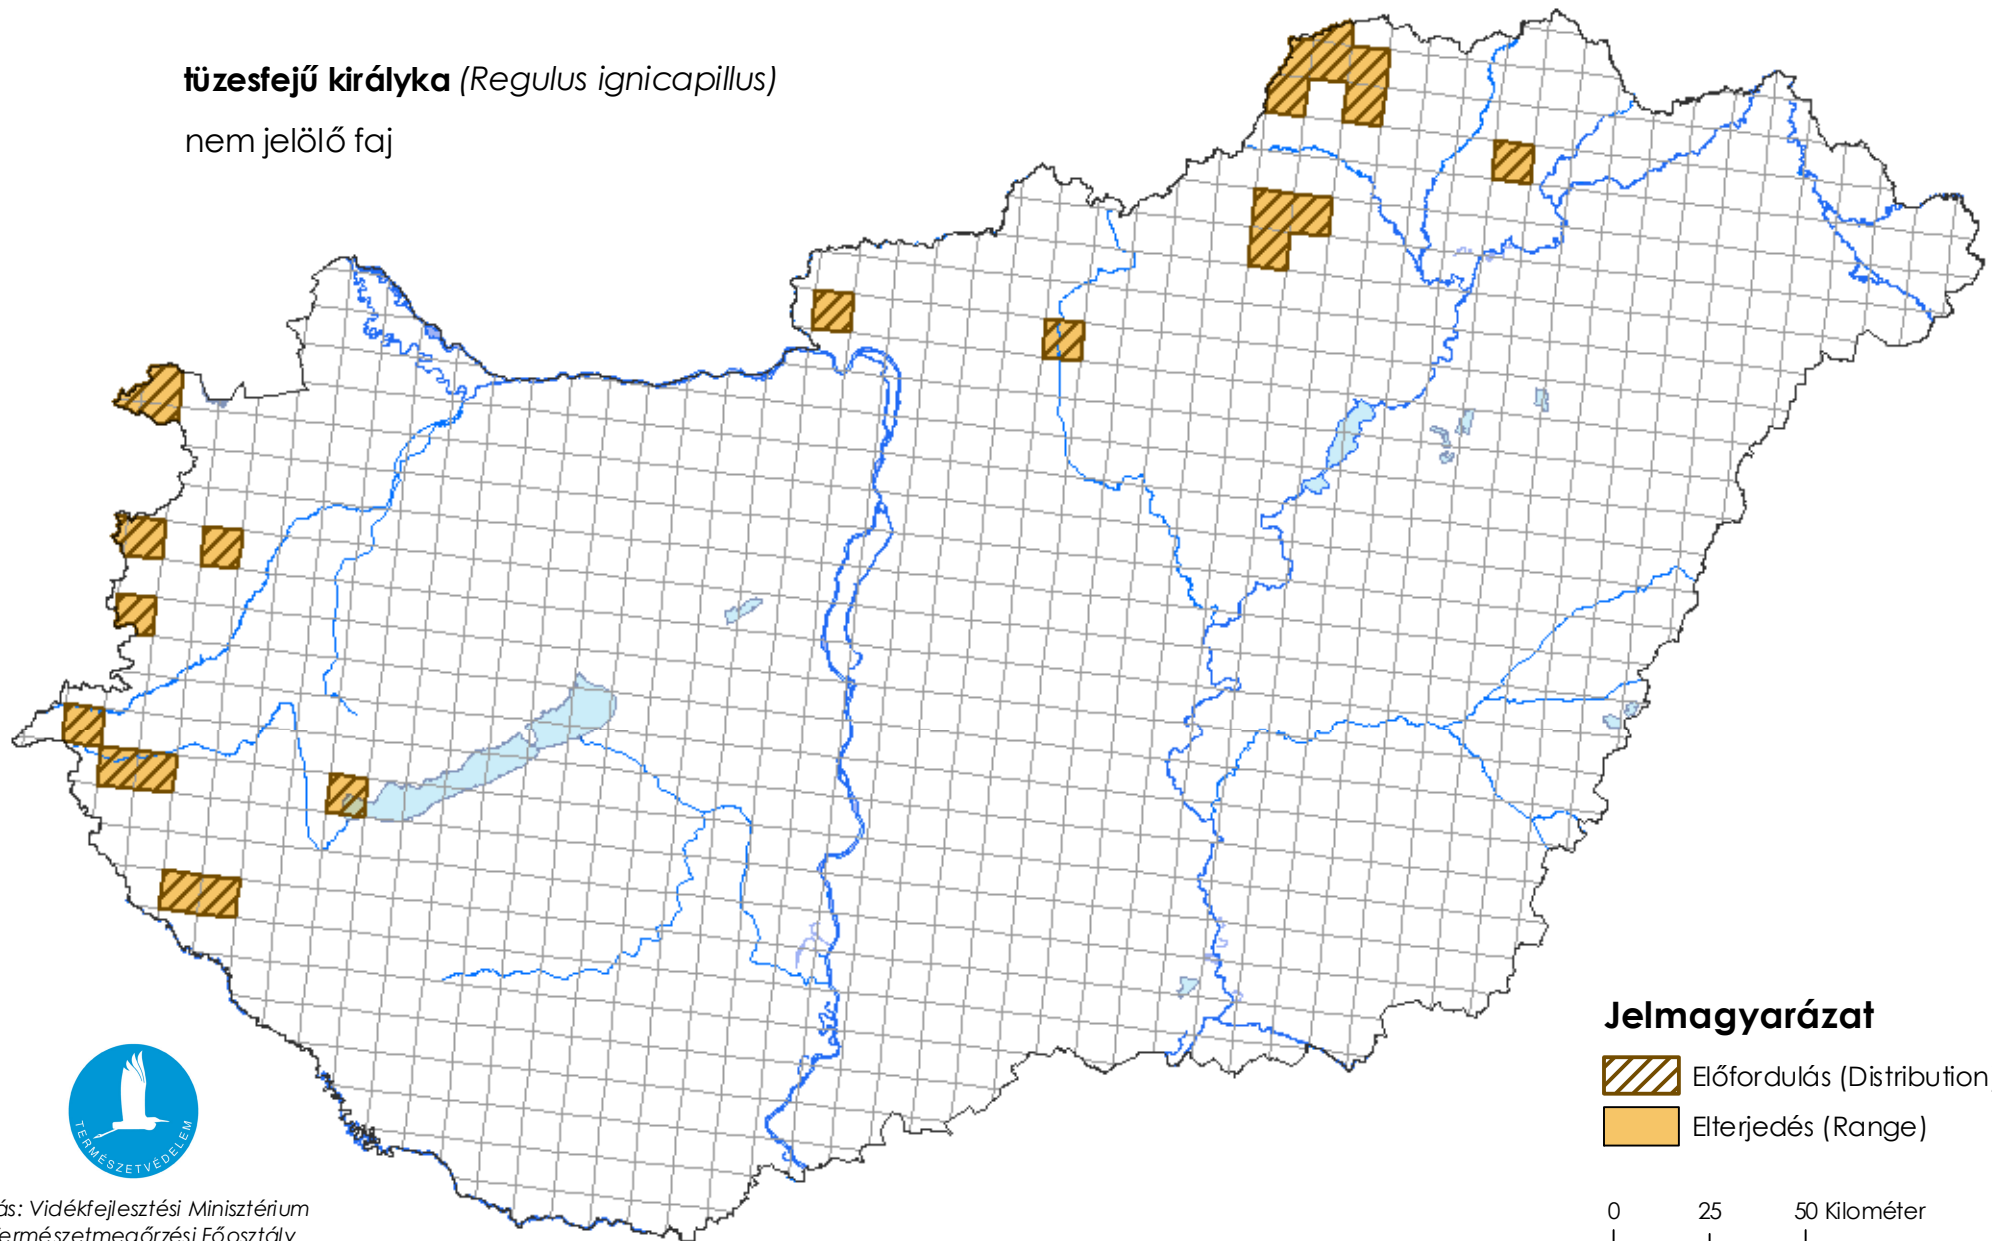 tüzesfejű királyka (Regulus ignicapillus)
nem jelölő faj
Jelmagyarázat
Előfordulás (Distribution
Elterjedés (Range)
0 25 50 Kilométer
TERMÉSZETVÉDELEM
ás: Vidékfejlesztési Minisztérium
Természetmegőrzési Főosztály